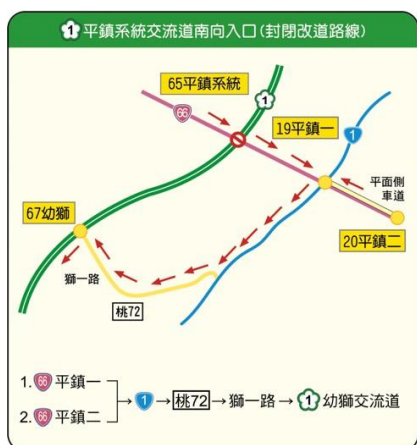 1 平鎮系統交流道南向入口(封閉改道路線)
65平鎮系統
1
66
19平鎮一
1
平面側
車道
67幼獅
20平鎮二
獅一路
桃72
1. 66 平鎮一
2. 66 平鎮二
→ 1 → 桃72 → 獅一路 → 1 幼獅交流道